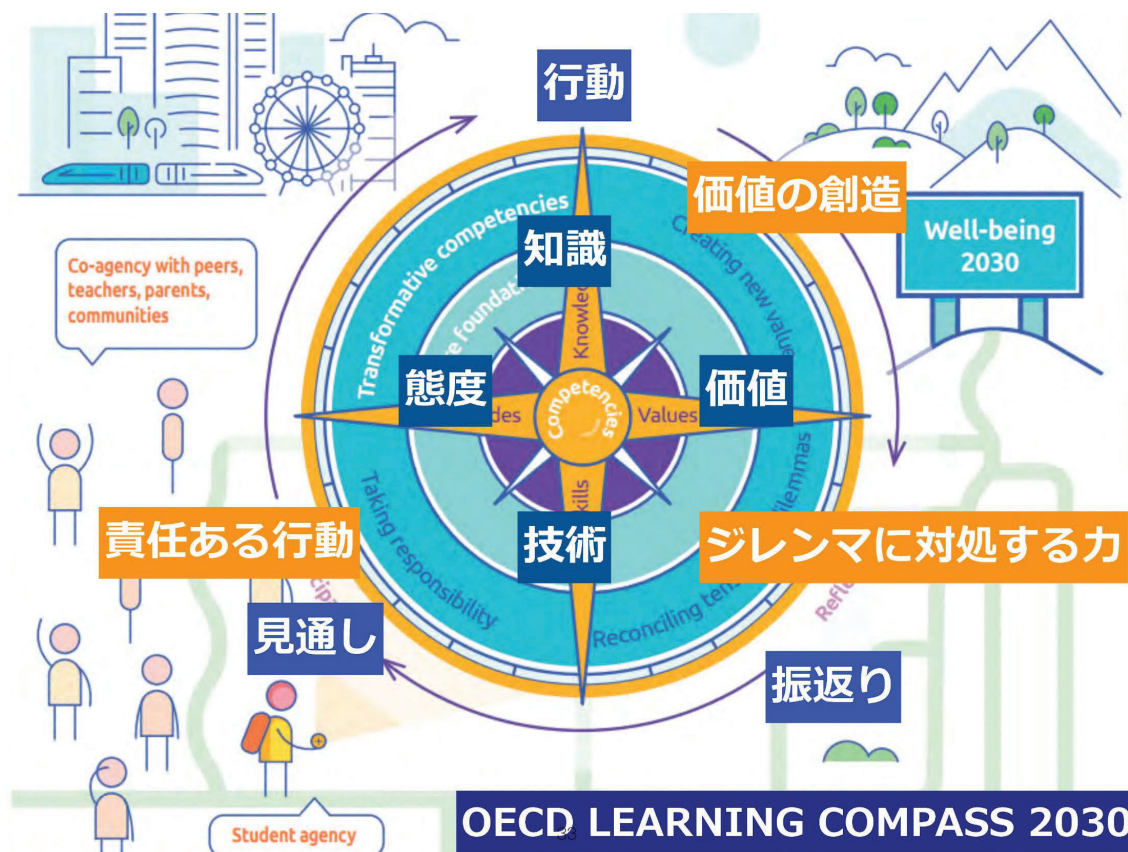 行動
価値の創造
Transformative competencies
Creating new value
知識
Well-being
2030
Co-agency with peers,
teachers, parents,
communities
態度
価値
Competencies
Values
責任ある行動
技術
ジレンマに対処する力
Taking responsibility
Reconciling
見通し
振返り
OECD LEARNING COMPASS 2030
33
Student agency